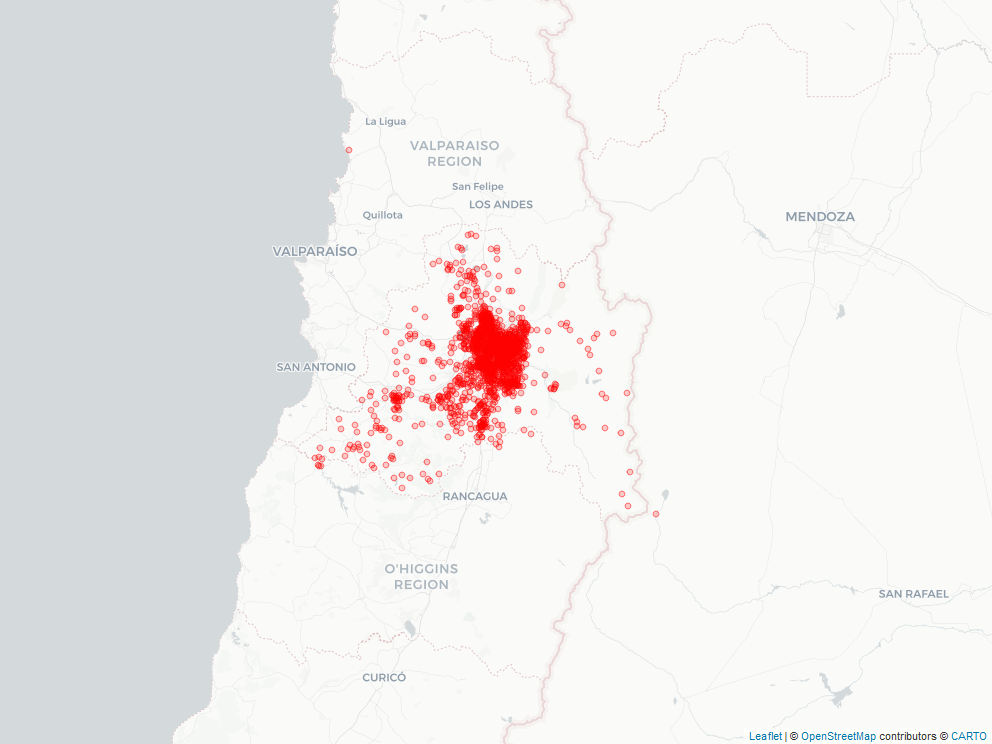 La Ligua
VALPARAISO
REGION
San Felipe
LOS ANDES
Quillota
MENDOZA
VALPARAÍSO
SAN ANTONIO
RANCAGUA
O'HIGGINS
REGION
SAN RAFAEL
CURICÓ
Leaflet | © OpenStreetMap contributors © CARTO